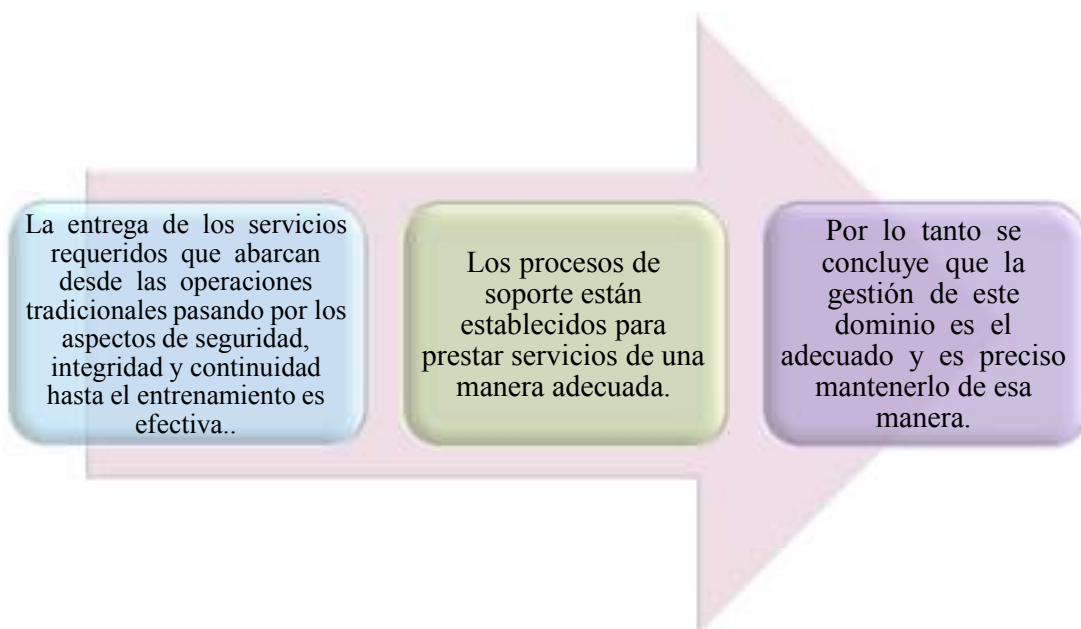 La entrega de los servicios
requeridos que abarcan
desde las operaciones
tradicionales pasando por los
aspectos de seguridad,
integridad y continuidad
hasta el entrenamiento es
efectiva..
Los procesos de
soporte están
establecidos para
prestar servicios de una
manera adecuada.
Por lo tanto se
concluye que la
gestión de este
dominio es el
adecuado y es preciso
mantenerlo de esa
manera.